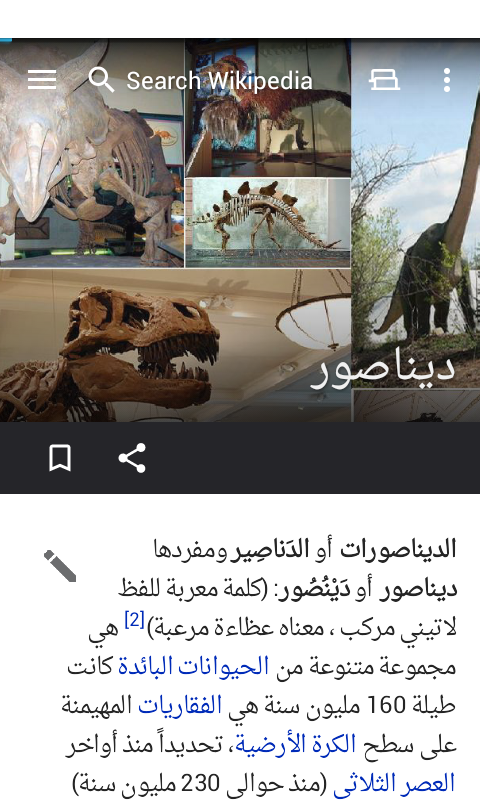 Search Wikipedia
ديناصور
الديناصورات أو الدَناصِير ومفردها
ديناصور أو دَيْنُصُور: (كلمة معربة للفظ
لاتيني مركب ، معناه عظاءة مرعبة)[2] هي
مجموعة متنوعة من الحيوانات البائدة كانت
طيلة 160 مليون سنة هي الفقاريات المهيمنة
على سطح الكرة الأرضية، تحديداً منذ أواخر
العصر الثلاثي (منذ حوالي 230 مليون سنة)